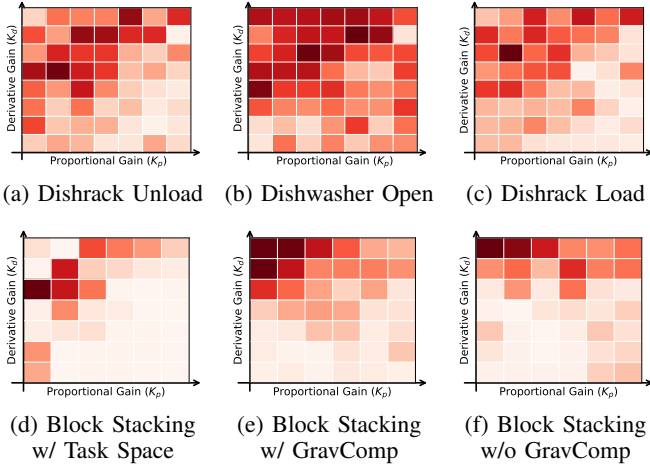 Derivative Gain (K_d)
Proportional Gain (K_p)
(a) Dishrack Unload
Derivative Gain (K_d)
Proportional Gain (K_p)
(b) Dishwasher Open
Derivative Gain (K_d)
Proportional Gain (K_p)
(c) Dishrack Load
Derivative Gain (K_d)
Proportional Gain (K_p)
(d) Block Stacking
w/ Task Space
Derivative Gain (K_d)
Proportional Gain (K_p)
(e) Block Stacking
w/ GravComp
Derivative Gain (K_d)
Proportional Gain (K_p)
(f) Block Stacking
w/o GravComp